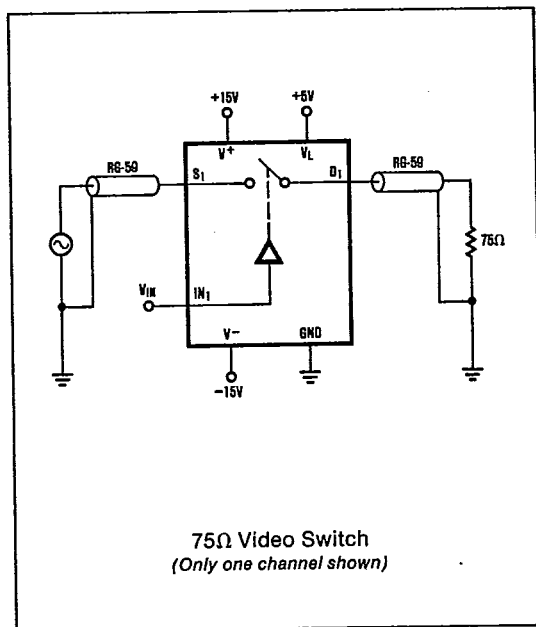 +15V
+5V
V+
VL
RG-59
S1
D1
RG-59
75Ω
VIN
IN1
V−
GND
−15V
75Ω Video Switch
(Only one channel shown)